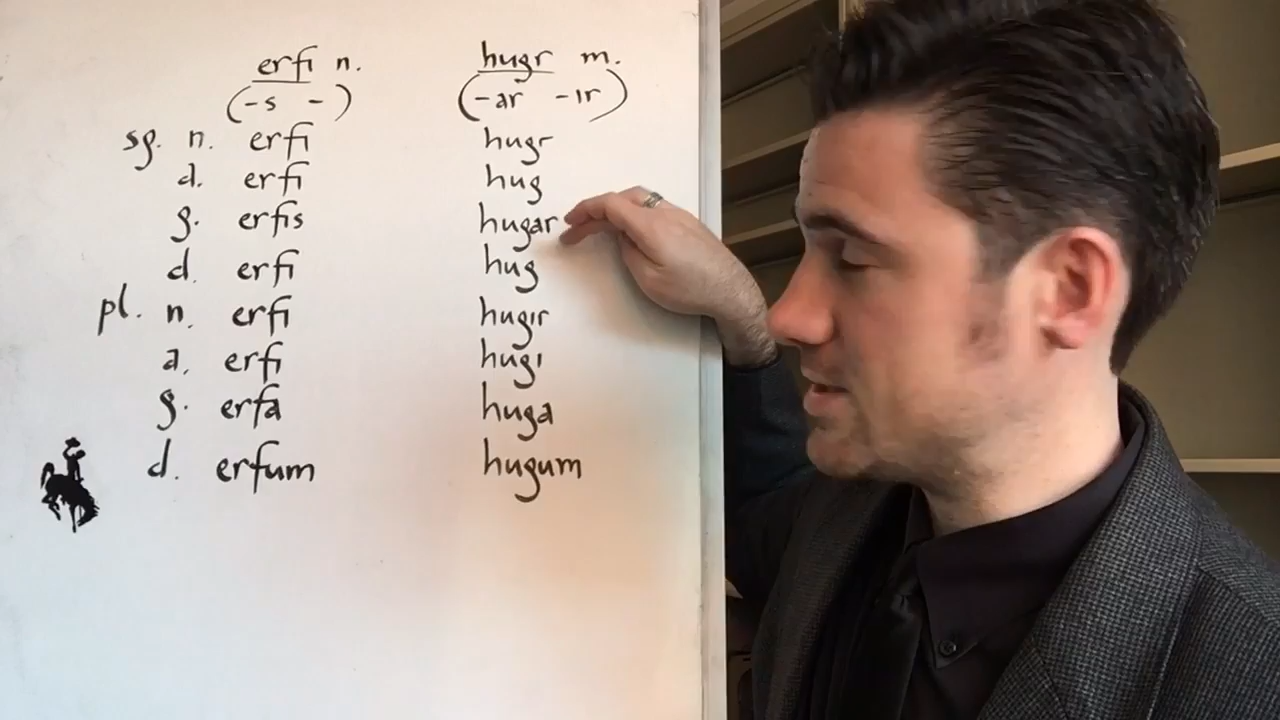 erfi n. hugr m.
(-s -) (-ar -ir)
sg. n. erfi hugr
d. erfi hug
g. erfis hugar
d. erfi hug
pl. n. erfi hugir
a. erfi hugi
g. erfa huga
d. erfum hugum